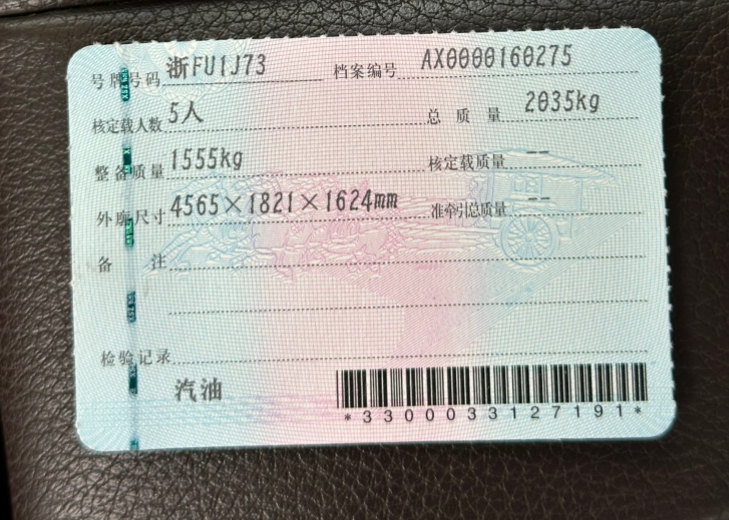 号牌号码 浙FU1J73 档案编号 AX0000160275
核定载人数 5人 总质量 2035kg
整备质量 1555kg 核定载质量 --
外廓尺寸 4565×1821×1624mm 准牵引总质量 --
备注
检验记录
汽油
*3300033127191*